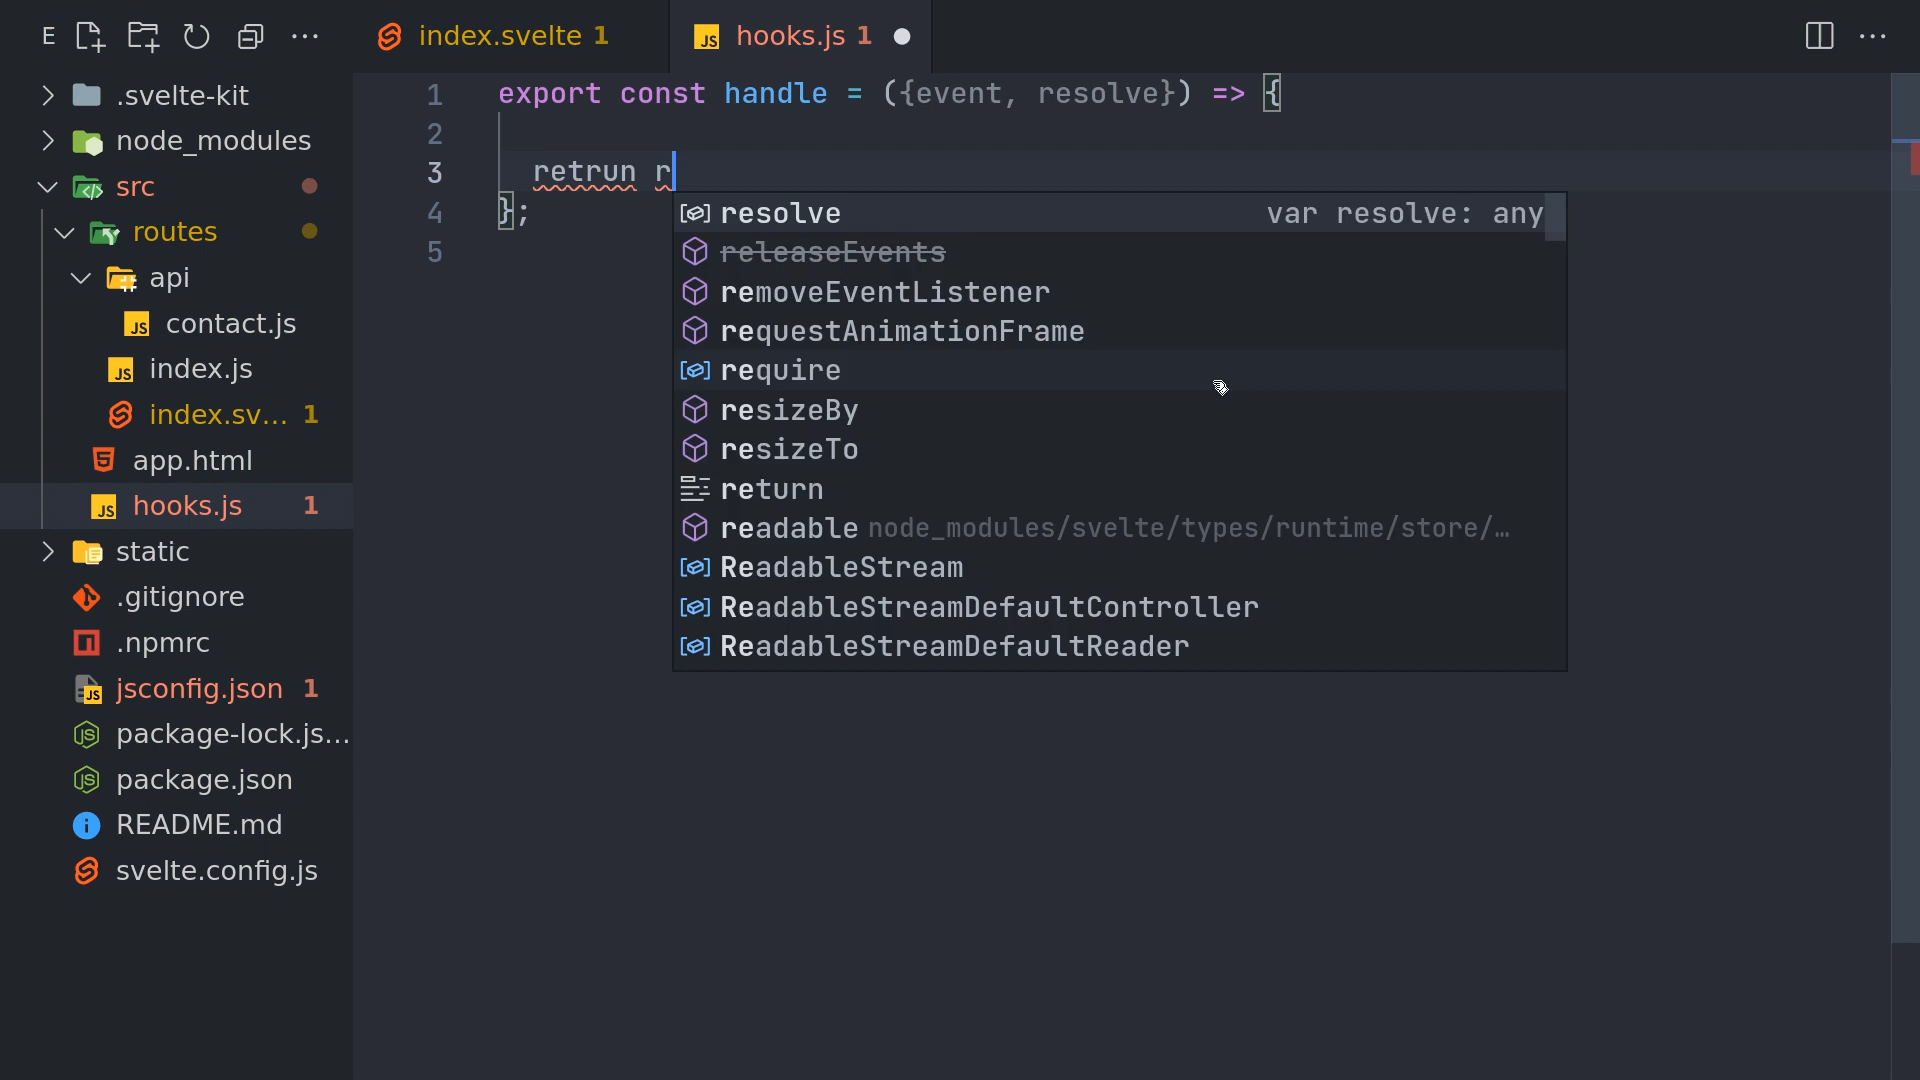 E
index.svelte 1
hooks.js 1
.svelte-kit
node_modules
src
routes
api
contact.js
index.js
index.sv... 1
app.html
hooks.js 1
static
.gitignore
.npmrc
jsconfig.json 1
package-lock.js...
package.json
README.md
svelte.config.js
1 export const handle = ({event, resolve}) => {
2
3 retrun r
4 };
5
resolve var resolve: any
releaseEvents
removeEventListener
requestAnimationFrame
require
resizeBy
resizeTo
return
readable node_modules/svelte/types/runtime/store/…
ReadableStream
ReadableStreamDefaultController
ReadableStreamDefaultReader